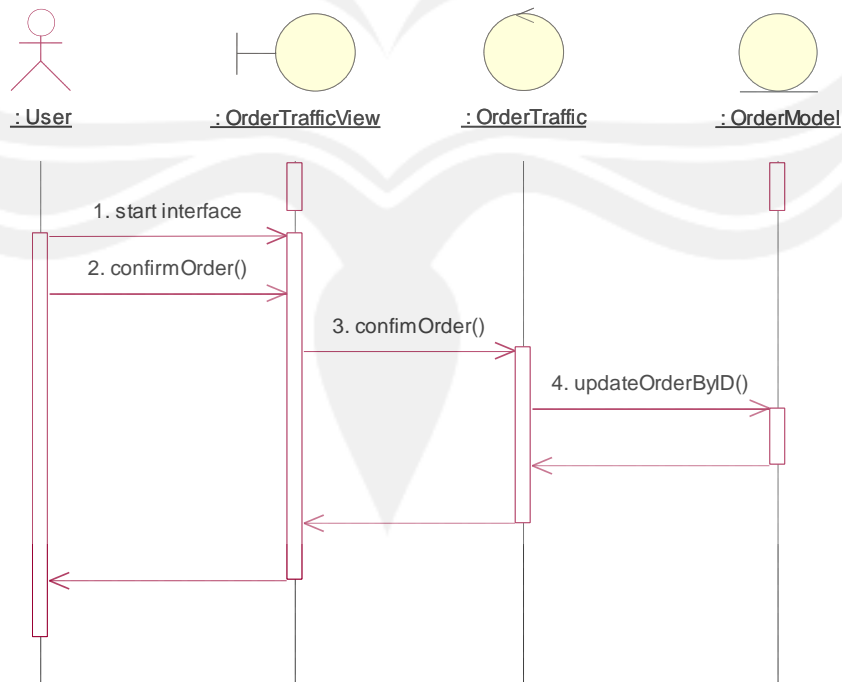 : User
: OrderTrafficView
: OrderTraffic
: OrderModel
1. start interface
2. confirmOrder()
3. confimOrder()
4. updateOrderByID()